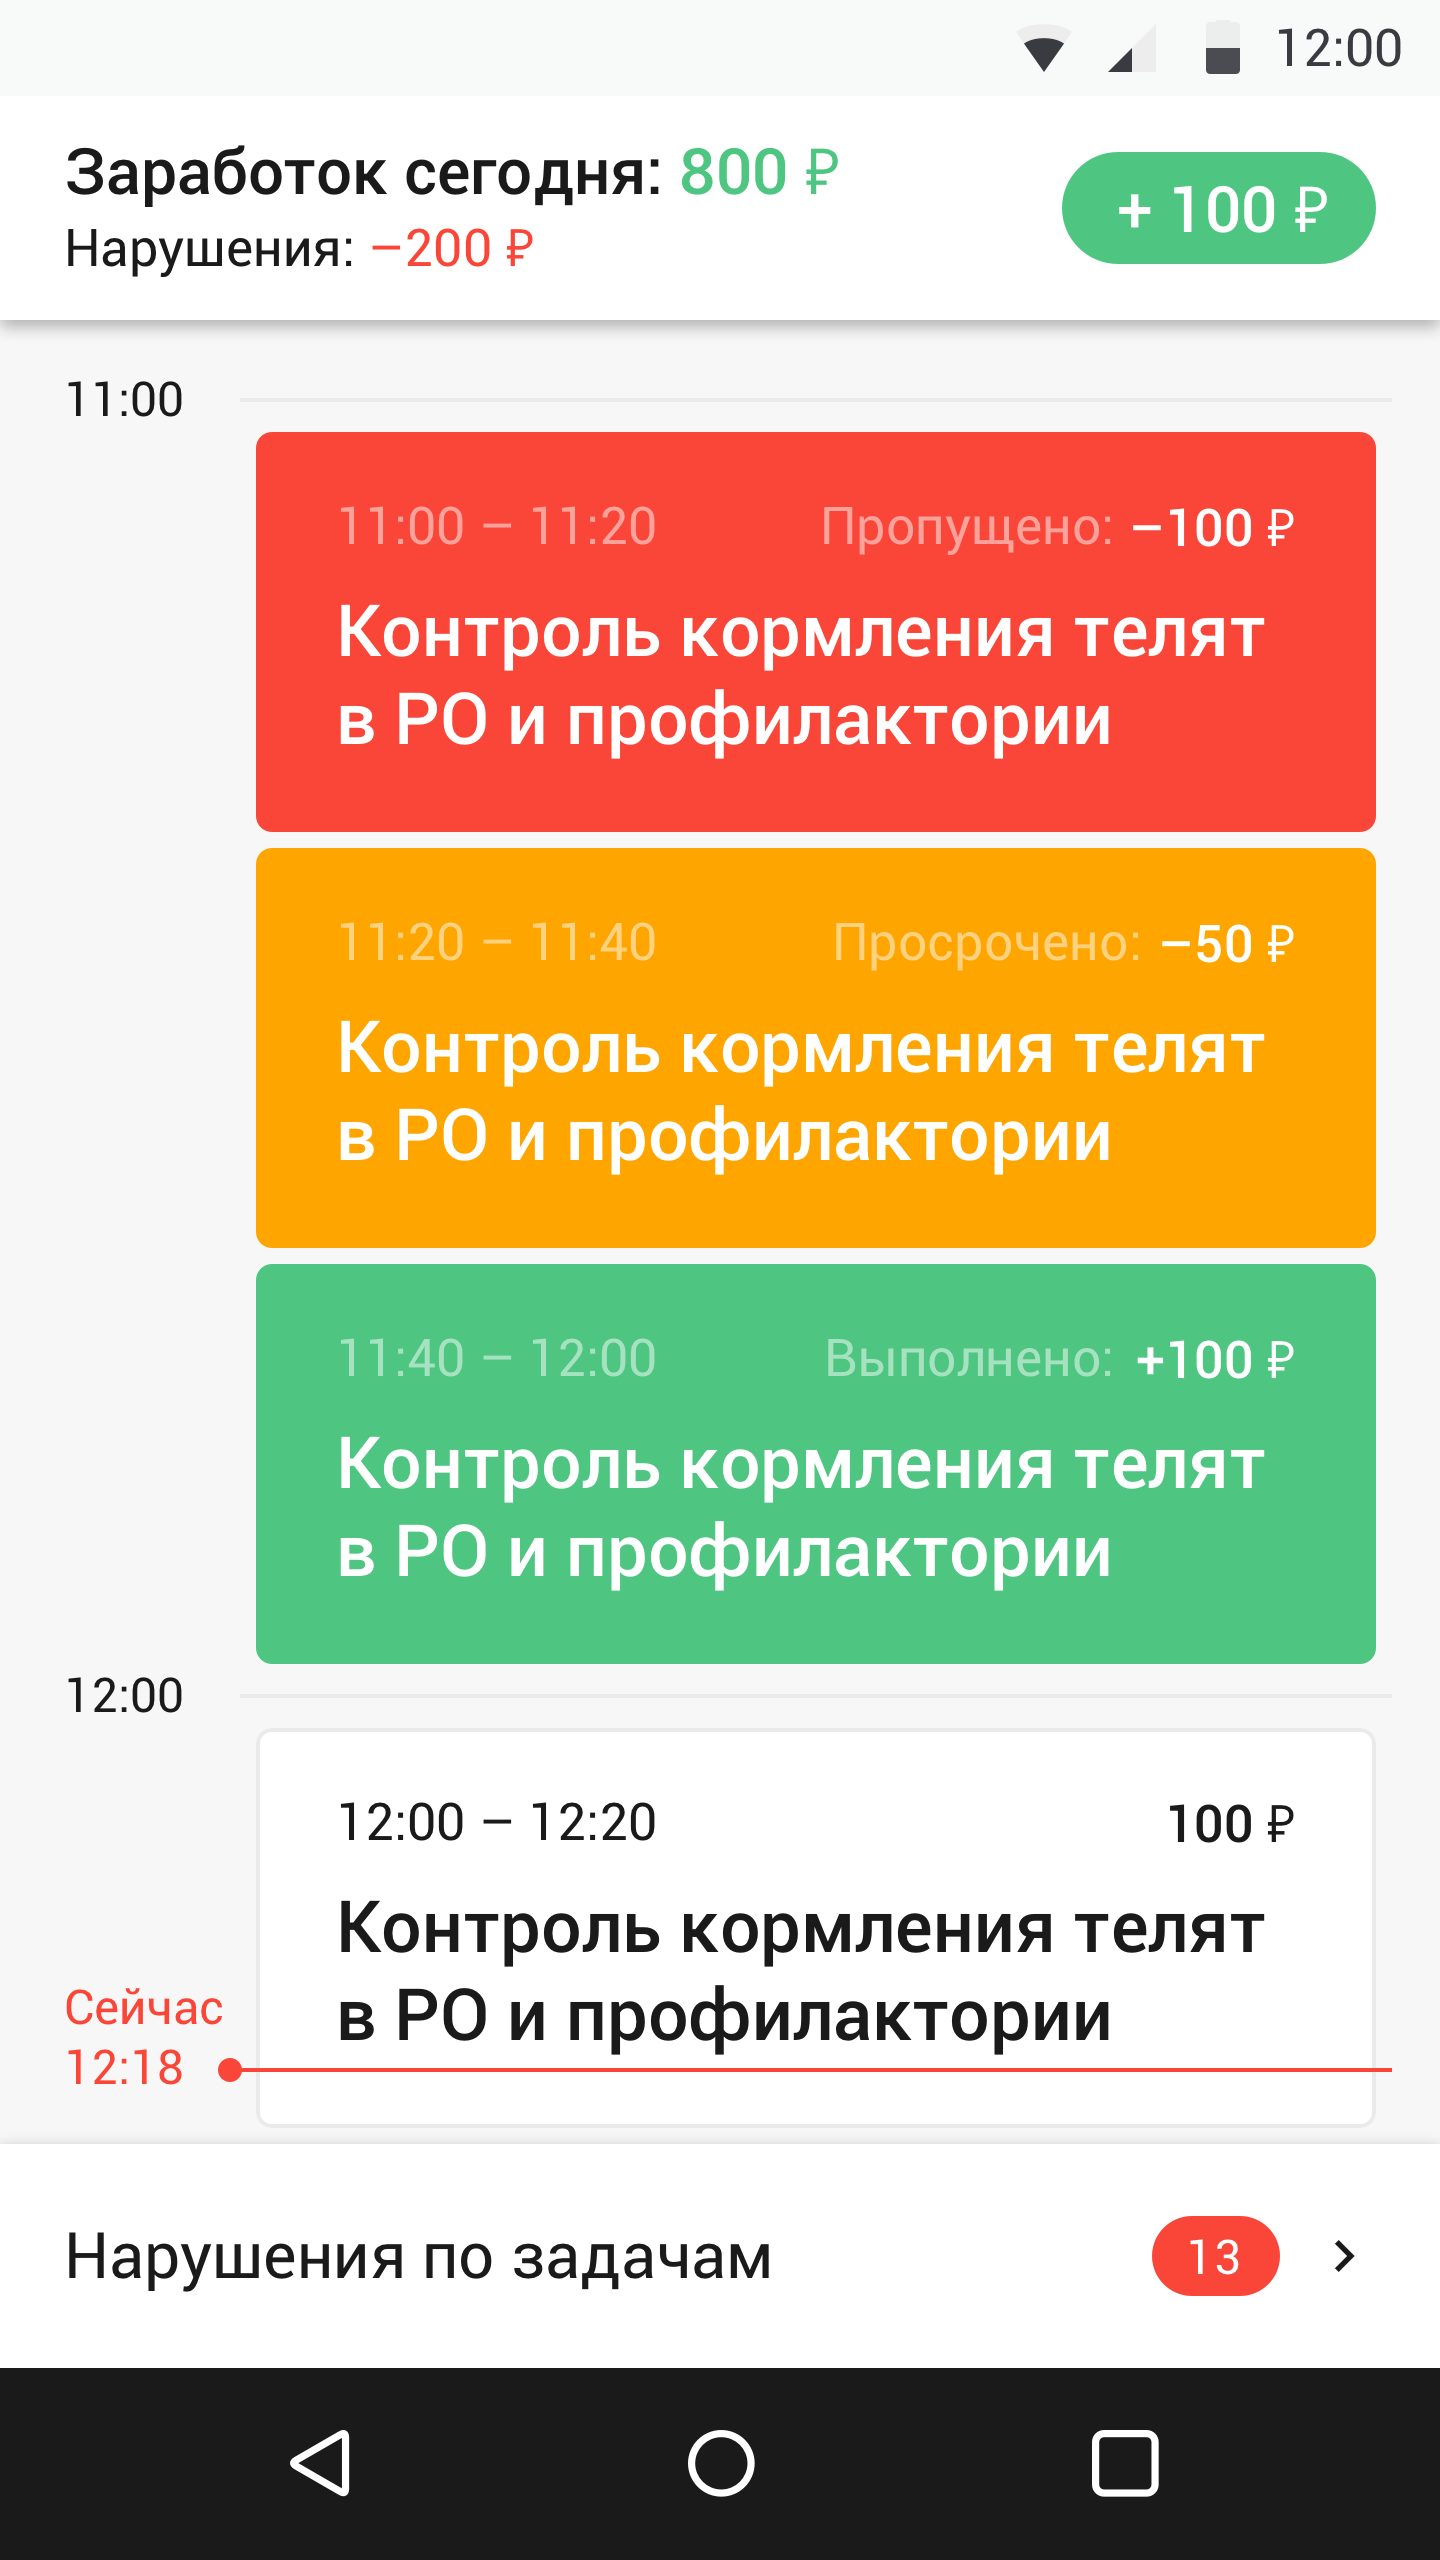 12:00
Заработок сегодня: 800 ₽
+ 100 ₽
Нарушения: –200 ₽
11:00
11:00 – 11:20 Пропущено: –100 ₽
Контроль кормления телят
в РО и профилактории
11:20 – 11:40 Просрочено: –50 ₽
Контроль кормления телят
в РО и профилактории
11:40 – 12:00 Выполнено: +100 ₽
Контроль кормления телят
в РО и профилактории
12:00
12:00 – 12:20 100 ₽
Контроль кормления телят
в РО и профилактории
Сейчас
12:18
Нарушения по задачам 13